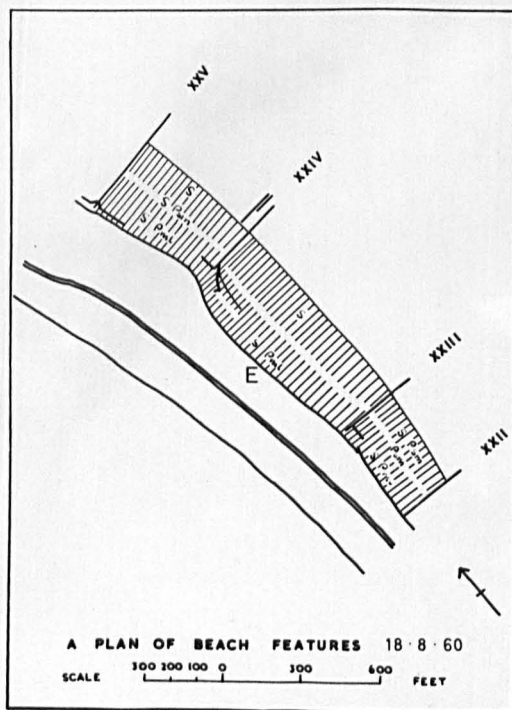 XXV
XXIV
S
S
S
S
E
XXIII
XXII
A PLAN OF BEACH FEATURES 18·8·60
SCALE 300 200 100 0 300 600 FEET